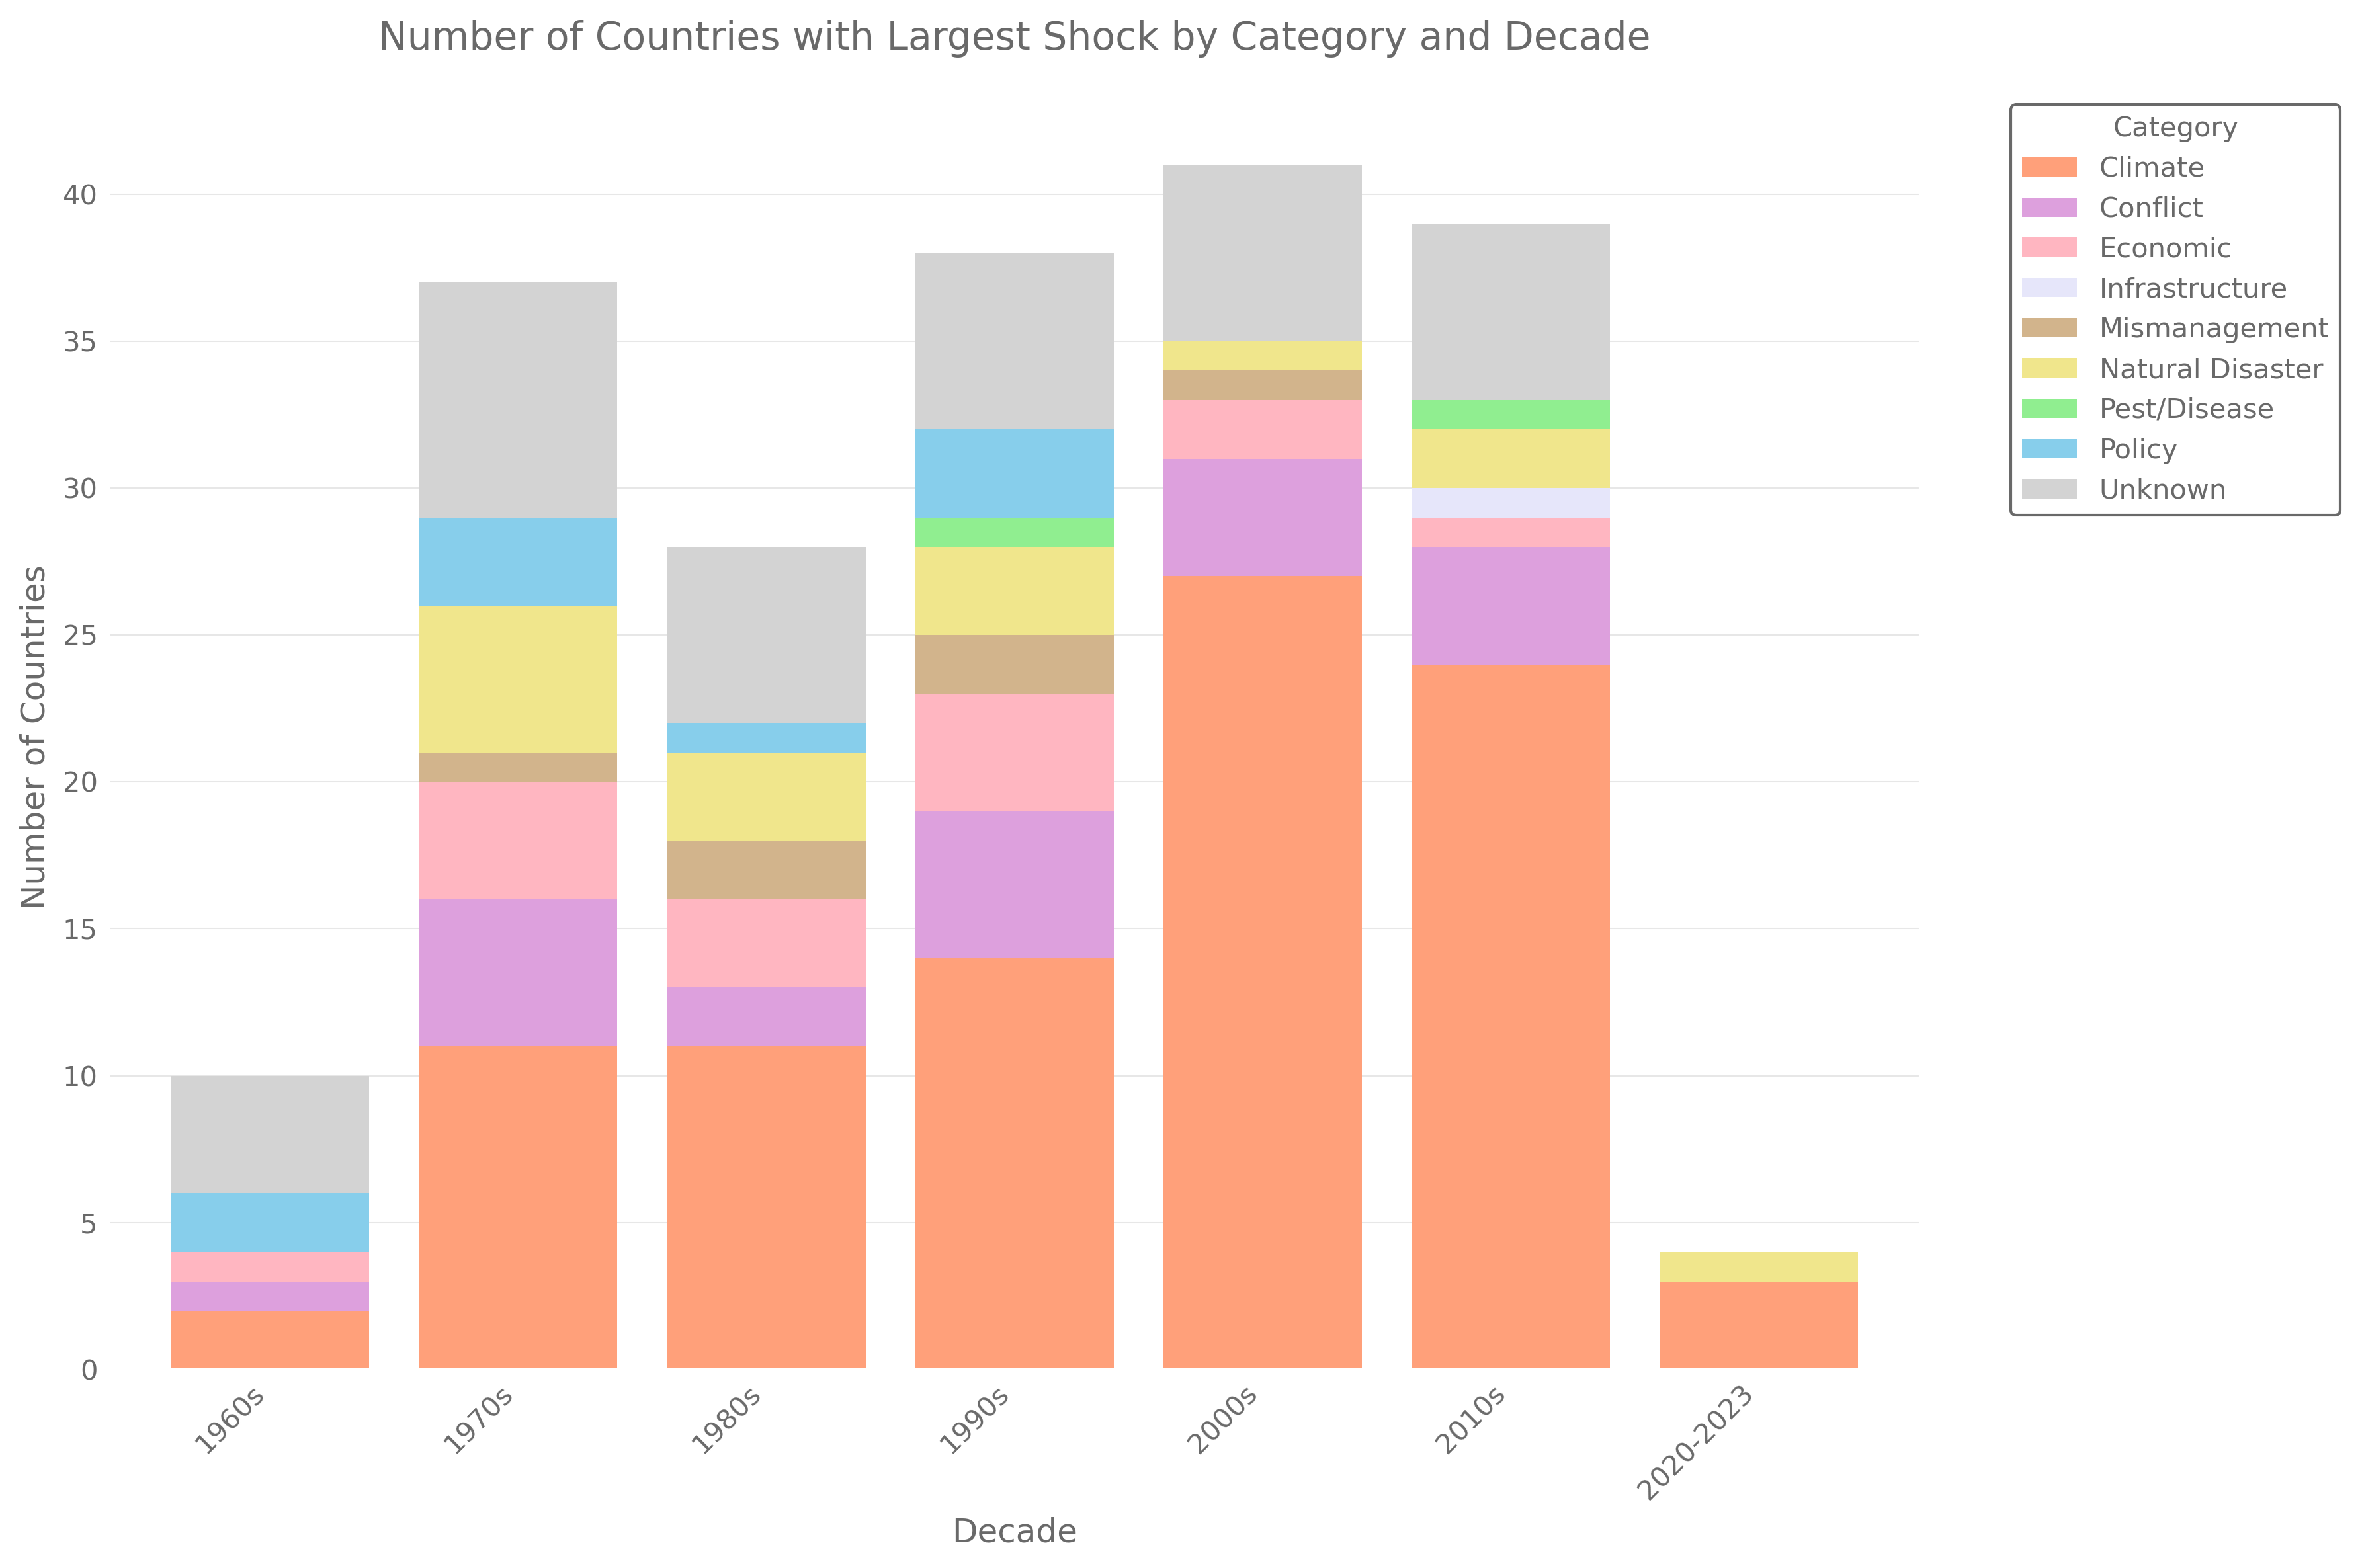 Number of Countries with Largest Shock by Category and Decade
Number of Countries
40
35
30
25
20
15
10
5
0
1960s
1970s
1980s
1990s
2000s
2010s
2020-2023
Decade
Category
Climate
Conflict
Economic
Infrastructure
Mismanagement
Natural Disaster
Pest/Disease
Policy
Unknown